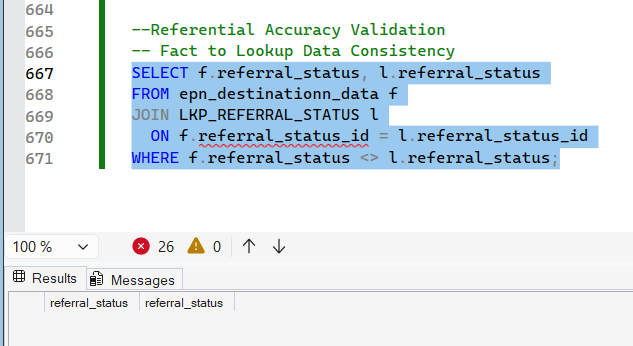 664
665 --Referential Accuracy Validation
666 -- Fact to Lookup Data Consistency
667 SELECT f.referral_status, l.referral_status
668 FROM epn_destinationn_data f
669 JOIN LKP_REFERRAL_STATUS l
670 ON f.referral_status_id = l.referral_status_id
671 WHERE f.referral_status <> l.referral_status;
100 % 26 0
Results Messages
referral_status referral_status